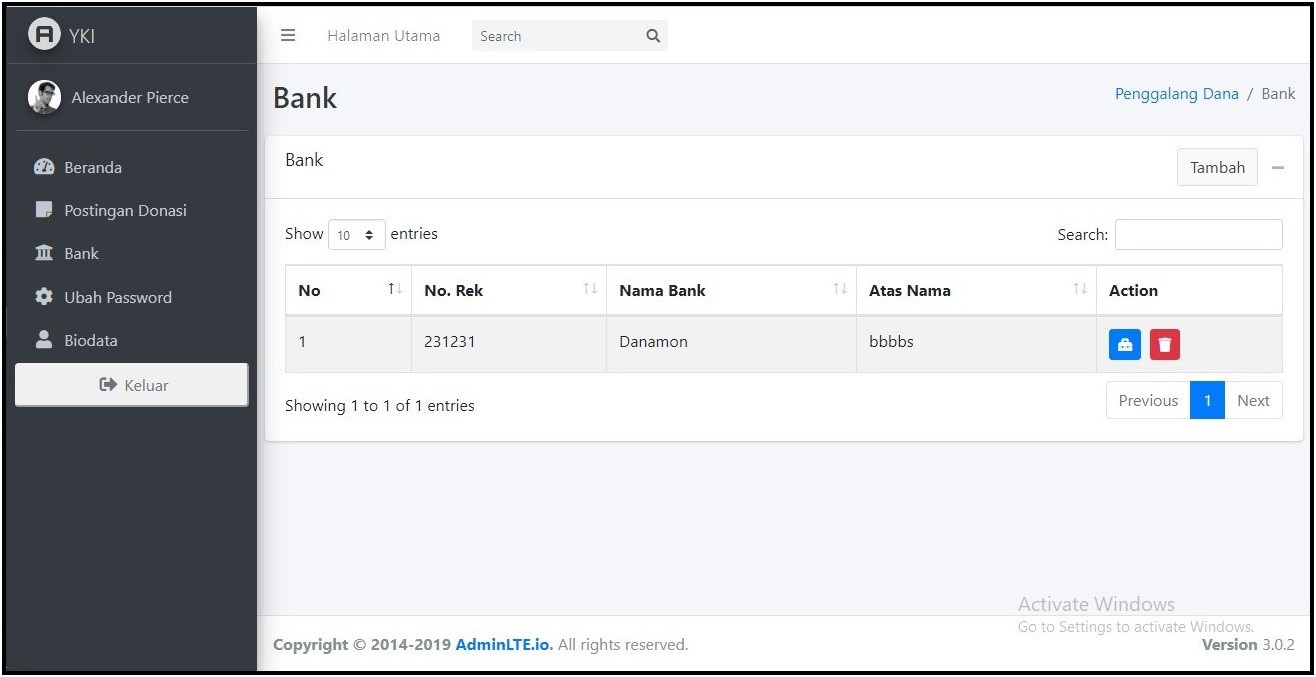 YKI
Halaman Utama
Search
Alexander Pierce
Beranda
Postingan Donasi
Bank
Ubah Password
Biodata
Keluar
Bank
Penggalang Dana / Bank
Bank
Tambah
Show 10 entries
Search:
No No. Rek Nama Bank Atas Nama Action
1 231231 Danamon bbbbs
Showing 1 to 1 of 1 entries
Previous 1 Next
Activate Windows
Go to Settings to activate Windows.
Copyright © 2014-2019 AdminLTE.io. All rights reserved.
Version 3.0.2